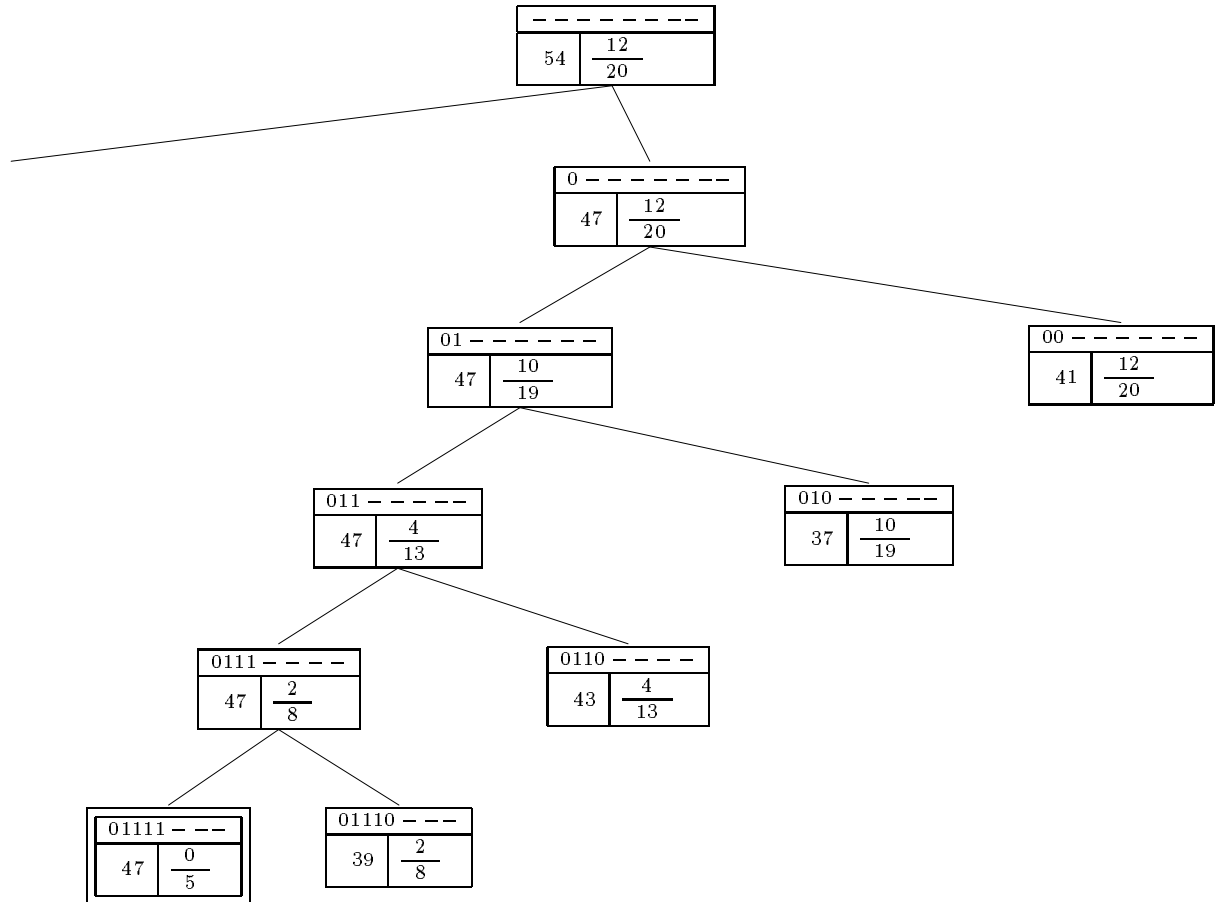 – – – – – – – –
54 12
20
0 – – – – – – –
47 12
20
01 – – – – – –
47 10
19
00 – – – – – –
41 12
20
011 – – – – –
47 4
13
010 – – – – –
37 10
19
0111 – – – –
47 2
8
0110 – – – –
43 4
13
01111 – – –
47 0
5
01110 – – –
39 2
8